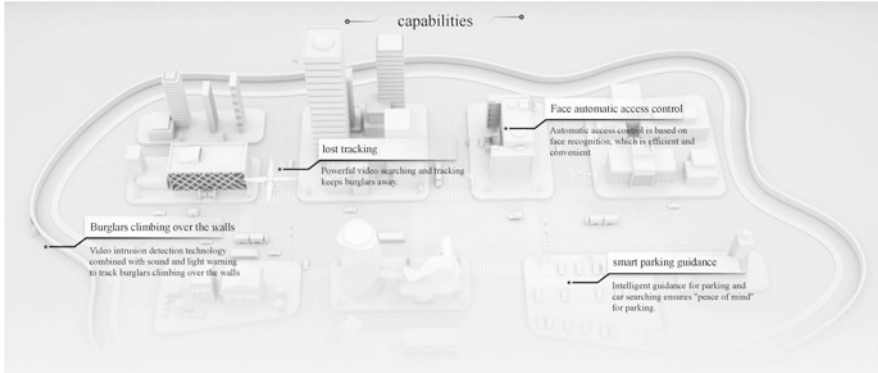 capabilities
Face automatic access control
Automatic access control is based on
face recognition, which is efficient and
convenient
lost tracking
Powerful video searching and tracking
keeps burglars away.
Burglars climbing over the walls
Video intrusion detection technology
combined with sound and light warning
to track burglars climbing over the walls
smart parking guidance
Intelligent guidance for parking and
car searching ensures "peace of mind"
for parking.